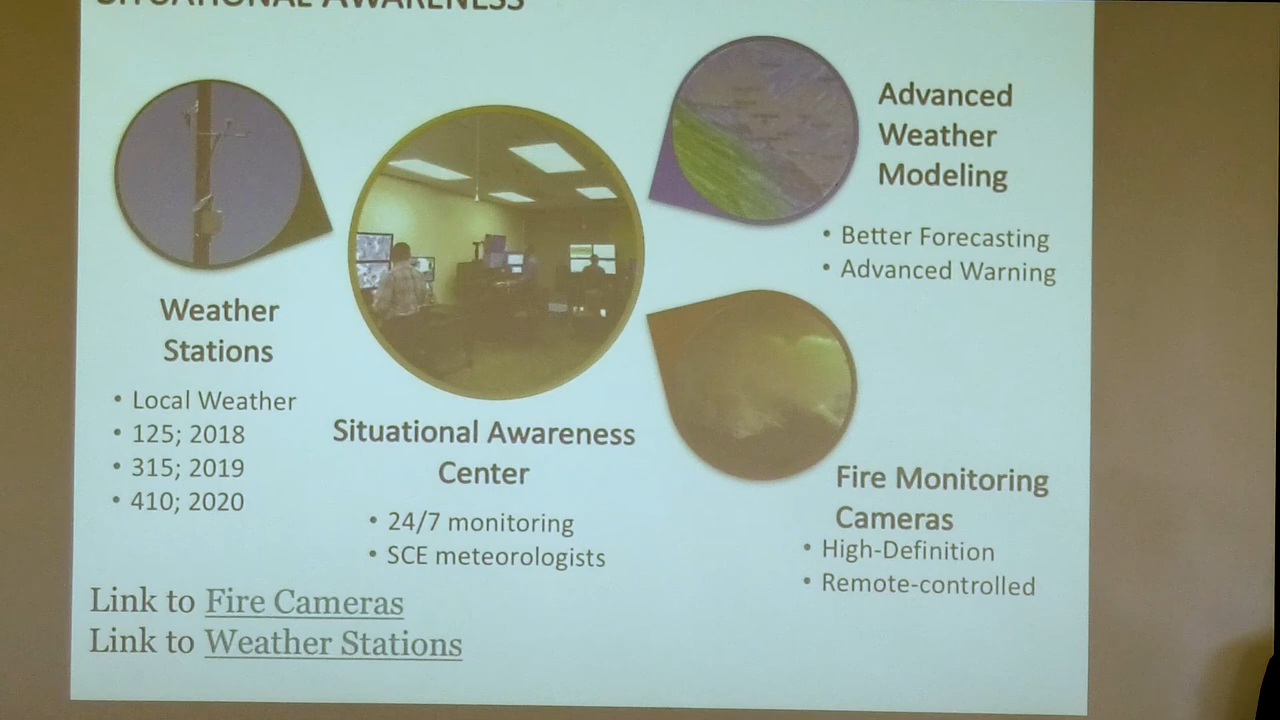 SITUATIONAL AWARENESS
Weather
Stations
• Local Weather
• 125; 2018
• 315; 2019
• 410; 2020
Situational Awareness
Center
• 24/7 monitoring
• SCE meteorologists
Advanced
Weather
Modeling
• Better Forecasting
• Advanced Warning
Fire Monitoring
Cameras
• High-Definition
• Remote-controlled
Link to Fire Cameras
Link to Weather Stations